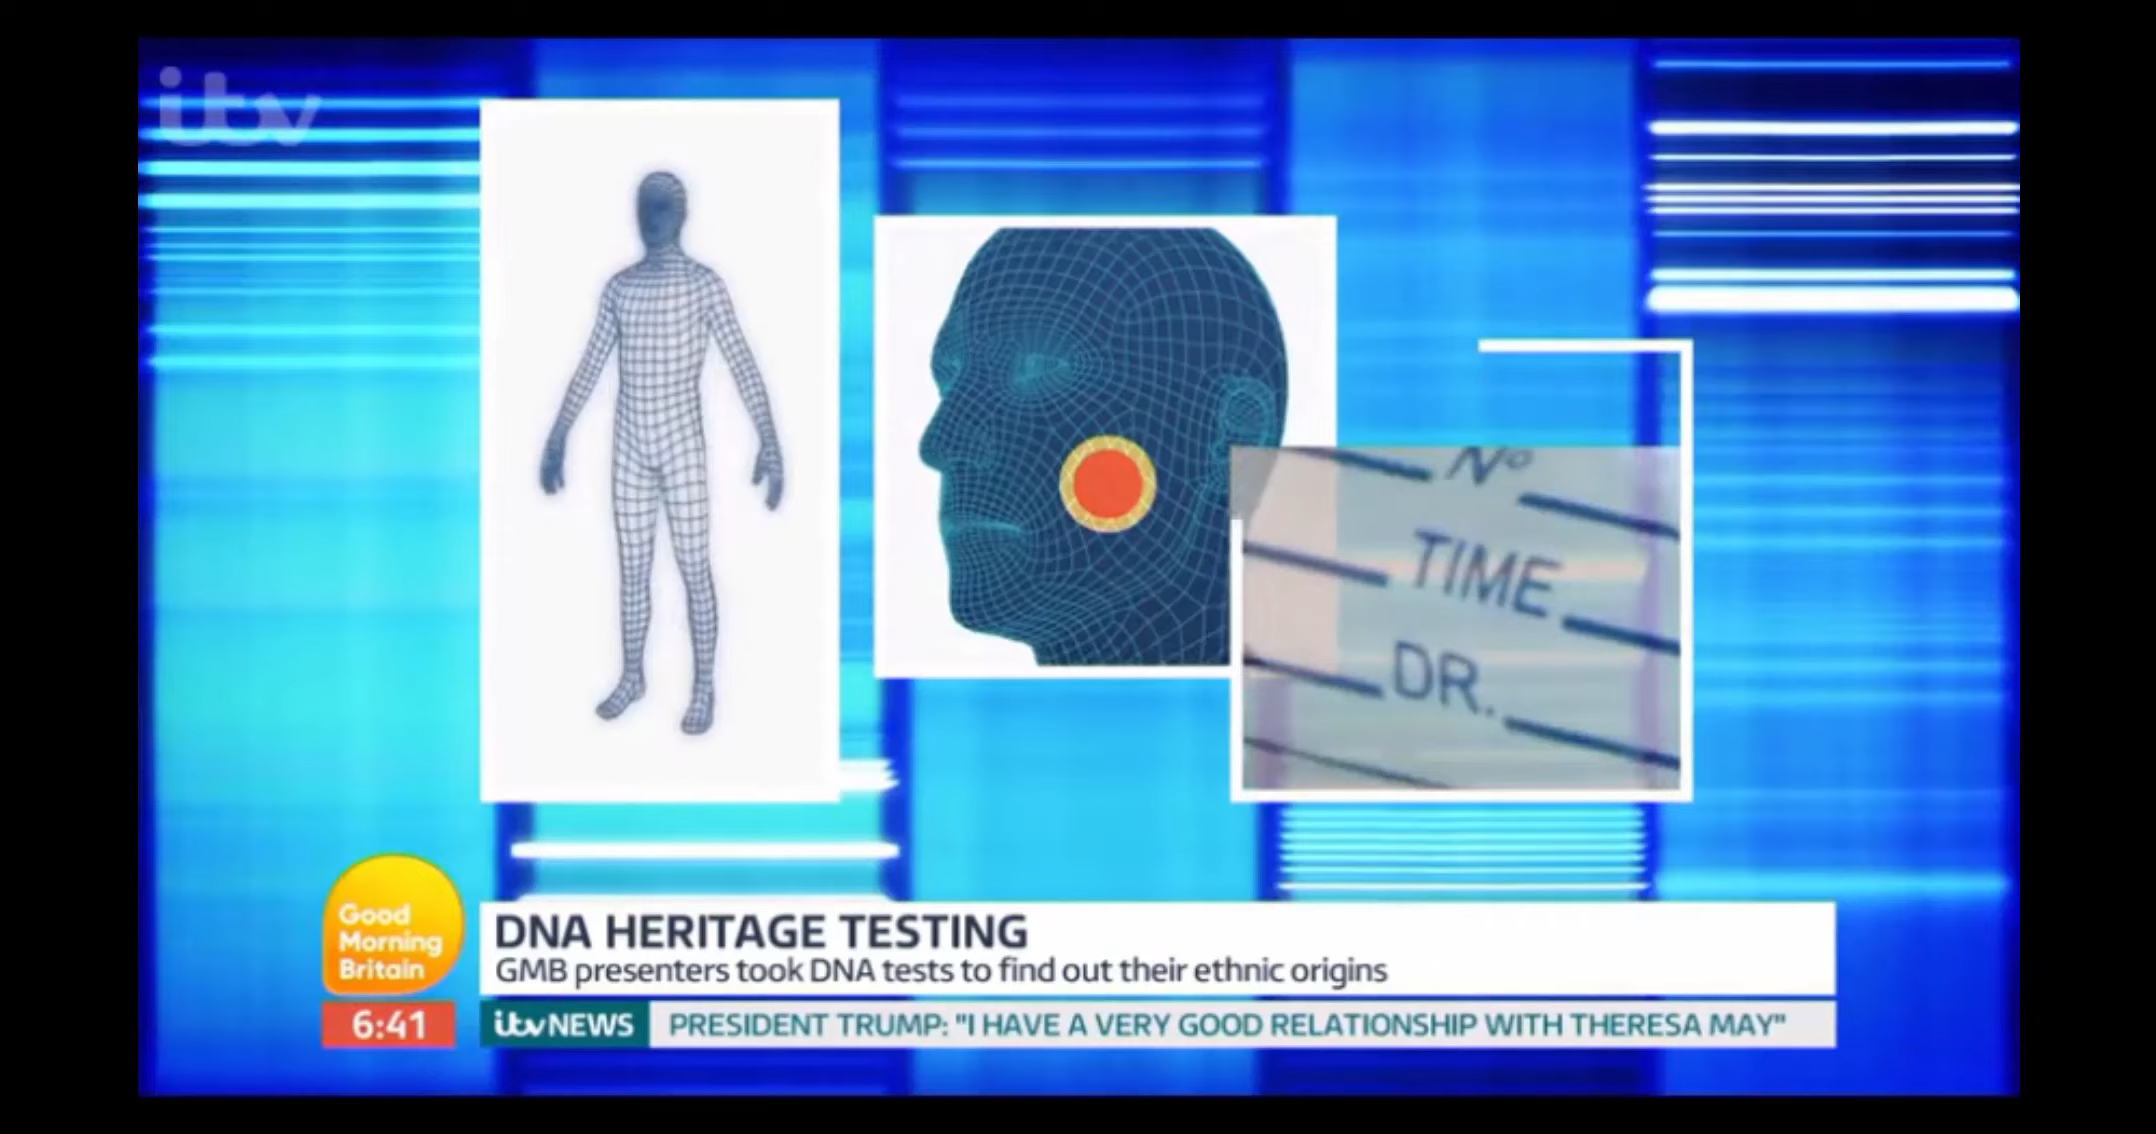 itv
Nº
TIME
DR.
Good
Morning
Britain
DNA HERITAGE TESTING
GMB presenters took DNA tests to find out their ethnic origins
6:41
itv NEWS
PRESIDENT TRUMP: "I HAVE A VERY GOOD RELATIONSHIP WITH THERESA MAY"